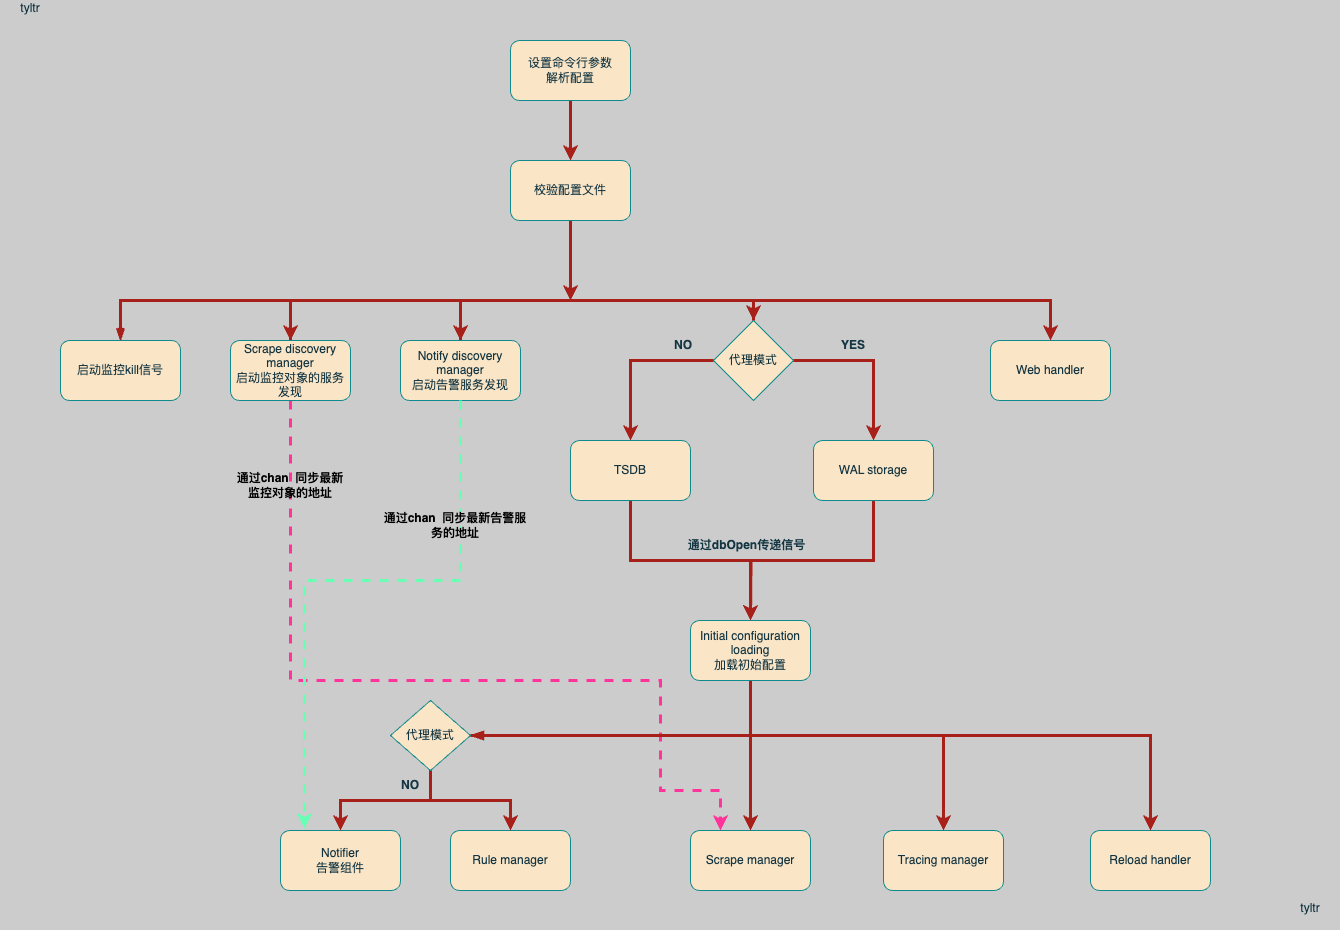 tyltr
设置命令行参数
解析配置
校验配置文件
启动监控kill信号
Scrape discovery
manager
启动监控对象的服务
发现
Notify discovery
manager
启动告警服务发现
NO
代理模式
YES
Web handler
TSDB
WAL storage
通过chan 同步最新
监控对象的地址
通过chan 同步最新告警服
务的地址
通过dbOpen传递信号
Initial configuration
loading
加载初始配置
代理模式
NO
Notifier
告警组件
Rule manager
Scrape manager
Tracing manager
Reload handler
tyltr